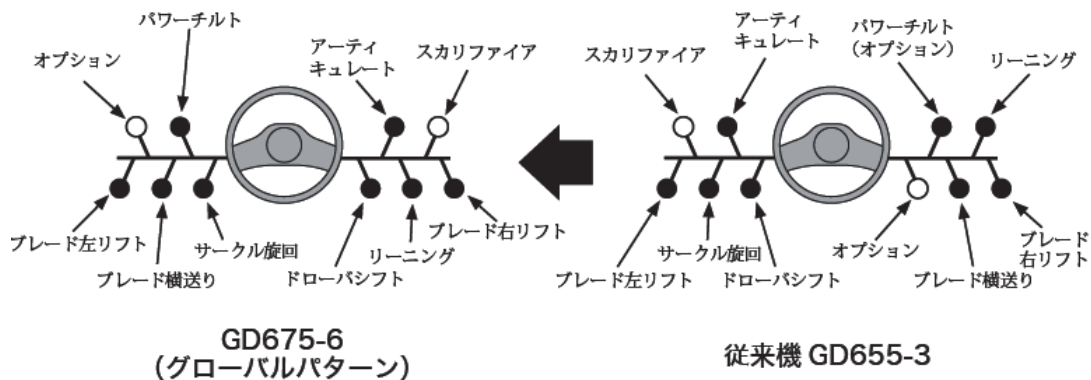 パワーチルト
オプション
アーティ
キュレート
スカリファイア
ブレード左リフト
ブレード横送り
サークル旋回
ドローバシフト
リーニング
ブレード右リフト
GD675-6
（グローバルパターン）
スカリファイア
アーティ
キュレート
パワーチルト
（オプション）
リーニング
ブレード左リフト
サークル旋回
ドローバシフト
オプション
ブレード横送り
ブレード
右リフト
従来機 GD655-3